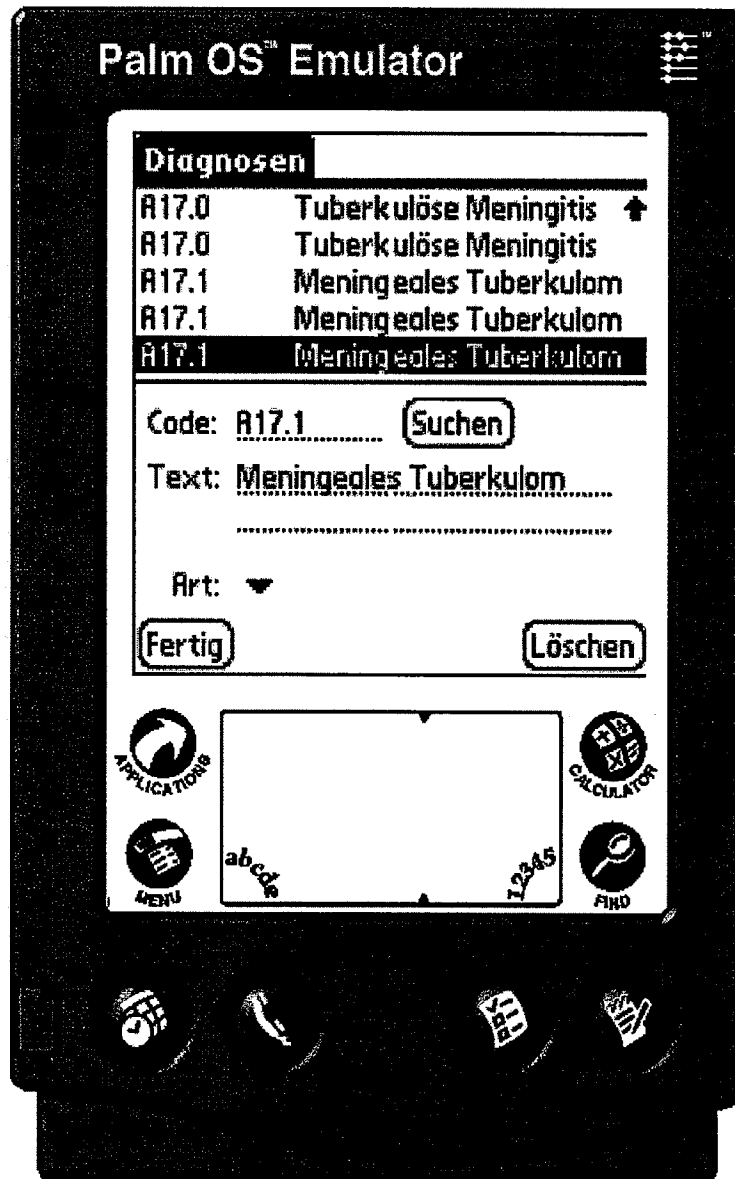 Palm OS™ Emulator
™
Diagnosen
A17.0 Tuberkulöse Meningitis
A17.0 Tuberkulöse Meningitis
A17.1 Meningeales Tuberkulom
A17.1 Meningeales Tuberkulom
A17.1 Meningeales Tuberkulom
Code: A17.1 Suchen
Text: Meningeales Tuberkulom
Art:
Fertig Löschen
APPLICATIONS
CALCULATOR
abcde
12345
MENU
FIND